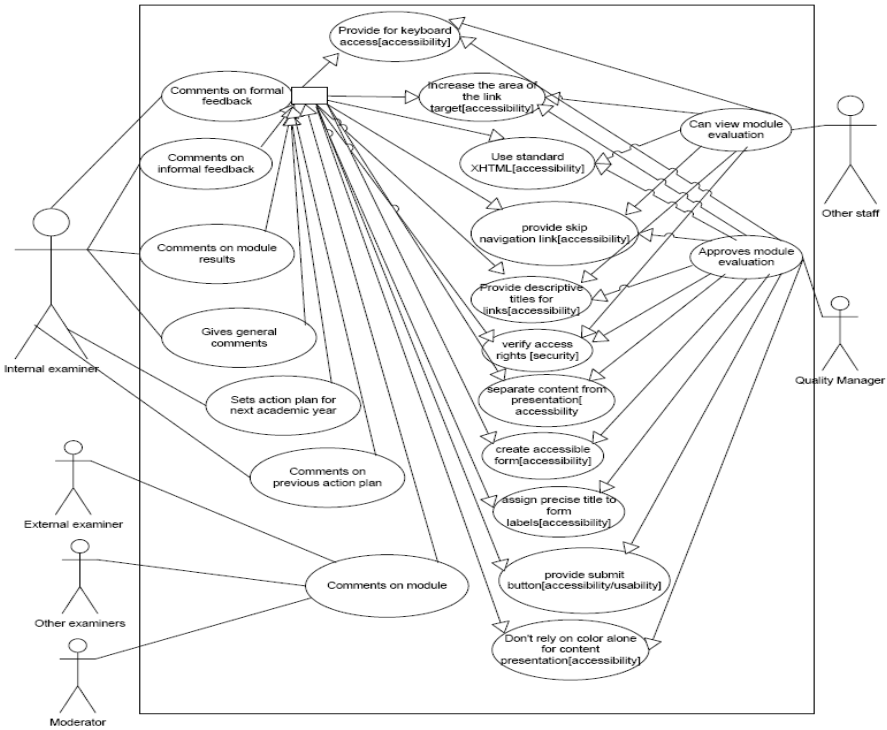 Provide for keyboard
access[accessibility]
Comments on formal
feedback
Increase the area of
the link
target[accessibility]
Can view module
evaluation
Comments on
informal feedback
Use standard
XHTML[accessibility]
Other staff
provide skip
navigation link[accessibility]
Comments on module
results
Approves module
evaluation
Provide descriptive
titles for
links[accessibility]
Gives general
comments
verify access
rights [security]
Internal examiner
Quality Manager
separate content from
presentation[
accessbility
Sets action plan for
next academic year
create accessible
form[accessibility]
Comments on
previous action plan
assign precise title to
form
labels[accessibility]
External examiner
provide submit
button[accessibility/usability]
Comments on module
Other examiners
Don't rely on color alone
for content
presentation[accessibility]
Moderator